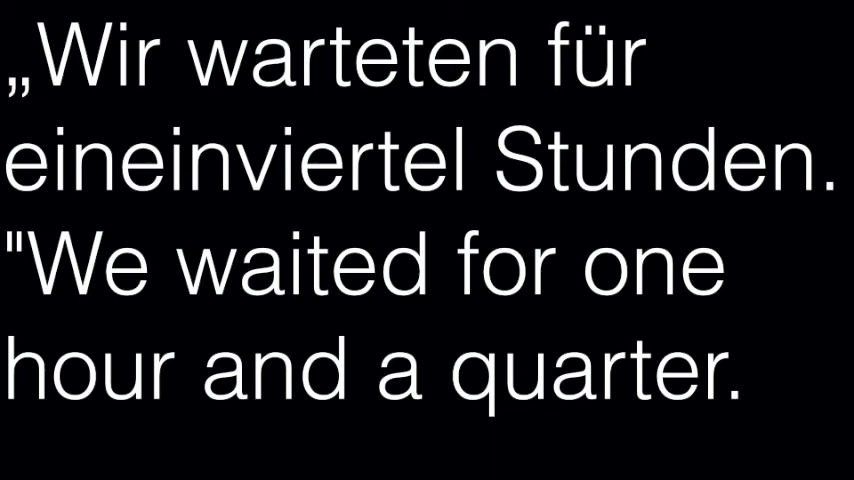 „Wir warteten für
eineinviertel Stunden.
"We waited for one
hour and a quarter.